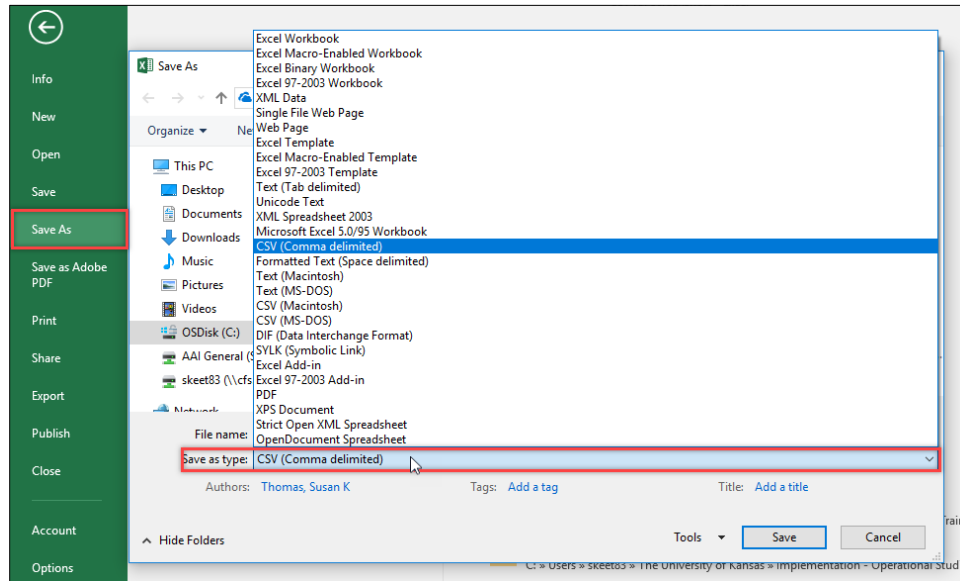 Info
New
Open
Save
Save As
Save as Adobe
PDF
Print
Share
Export
Publish
Close
Account
Options
Save As
Organize
This PC
Desktop
Documents
Downloads
Music
Pictures
Videos
OSDisk (C:)
AAI General
skeet83 (\\cfs
Network
Excel Workbook
Excel Macro-Enabled Workbook
Excel Binary Workbook
Excel 97-2003 Workbook
XML Data
Single File Web Page
Web Page
Excel Template
Excel Macro-Enabled Template
Excel 97-2003 Template
Text (Tab delimited)
Unicode Text
XML Spreadsheet 2003
Microsoft Excel 5.0/95 Workbook
CSV (Comma delimited)
Formatted Text (Space delimited)
Text (Macintosh)
Text (MS-DOS)
CSV (Macintosh)
CSV (MS-DOS)
DIF (Data Interchange Format)
SYLK (Symbolic Link)
Excel Add-in
Excel 97-2003 Add-in
PDF
XPS Document
Strict Open XML Spreadsheet
OpenDocument Spreadsheet
File name:
Save as type: CSV (Comma delimited)
Authors: Thomas, Susan K Tags: Add a tag Title: Add a title
Hide Folders Tools Save Cancel
C: » Users » skeet83 » The University of Kansas » Implementation - Operational Stud